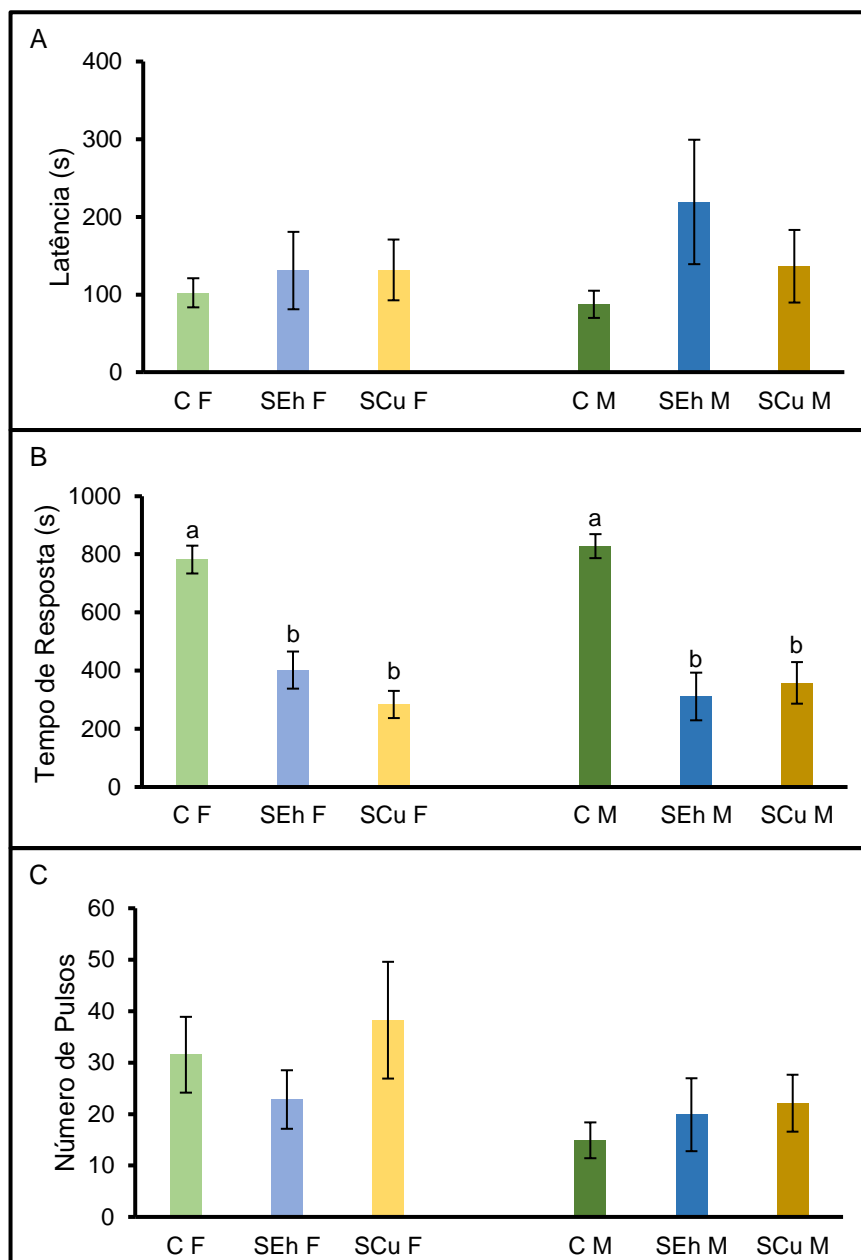 A
400
300
200
100
0
Latência (s)
C F SEh F SCu F C M SEh M SCu M
B
1000
800
600
400
200
0
Tempo de Resposta (s)
a
b
b
a
b
b
C F SEh F SCu F C M SEh M SCu M
C
60
50
40
30
20
10
0
Número de Pulsos
C F SEh F SCu F C M SEh M SCu M